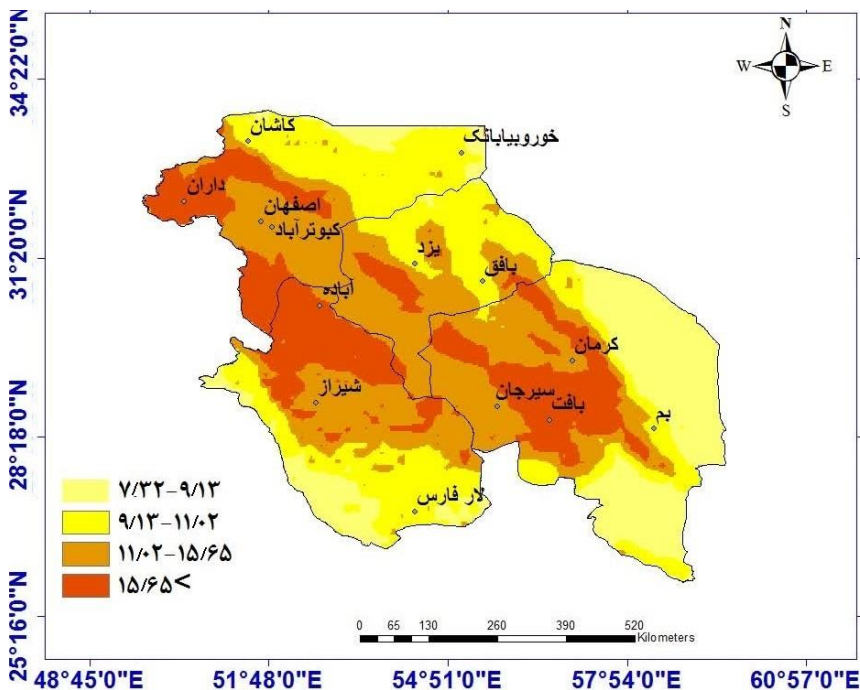 34°22'0"N
31°20'0"N
28°18'0"N
25°16'0"N
N
W E
S
کاشان
خوروبیابانک
داران
اصفهان
کبوترآباد
یزد
بافق
آباده
کرمان
شیراز
سیرجان
بافت
بم
لار فارس
۷/۳۲-۹/۱۳
۹/۱۳-۱۱/۰۲
۱۱/۰۲-۱۵/۶۵
۱۵/۶۵<
0 65 130 260 390 520
Kilometers
48°45'0"E 51°48'0"E 54°51'0"E 57°54'0"E 60°57'0"E